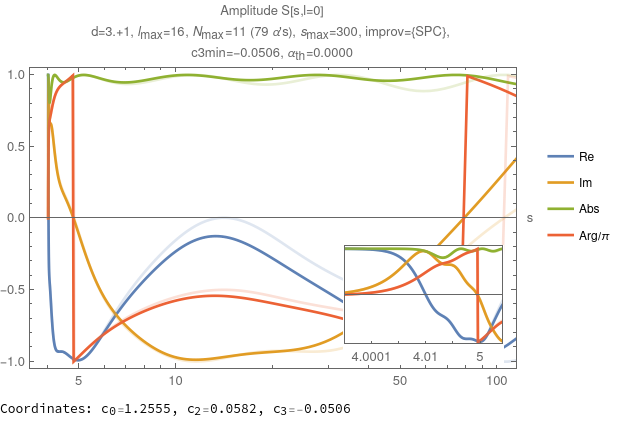 Amplitude S[s,l=0]
d=3.+1, lmax=16, Nmax=11 (79 α's), smax=300, improv={SPC},
c3min=-0.0506, αth=0.0000
1.0
0.5
0.0
-0.5
-1.0
5
10
50
100
s
Re
Im
Abs
Arg/π
4.0001
4.01
5
Coordinates: c0=1.2555, c2=0.0582, c3=-0.0506